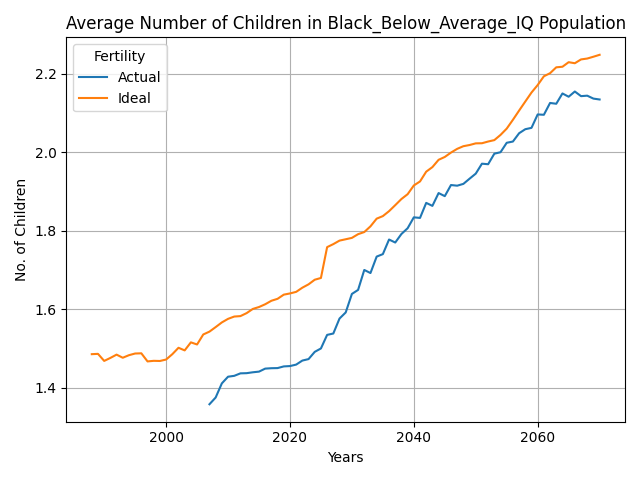 Average Number of Children in Black_Below_Average_IQ Population
Fertility
Actual
Ideal
No. of Children
2.2
2.0
1.8
1.6
1.4
2000
2020
2040
2060
Years